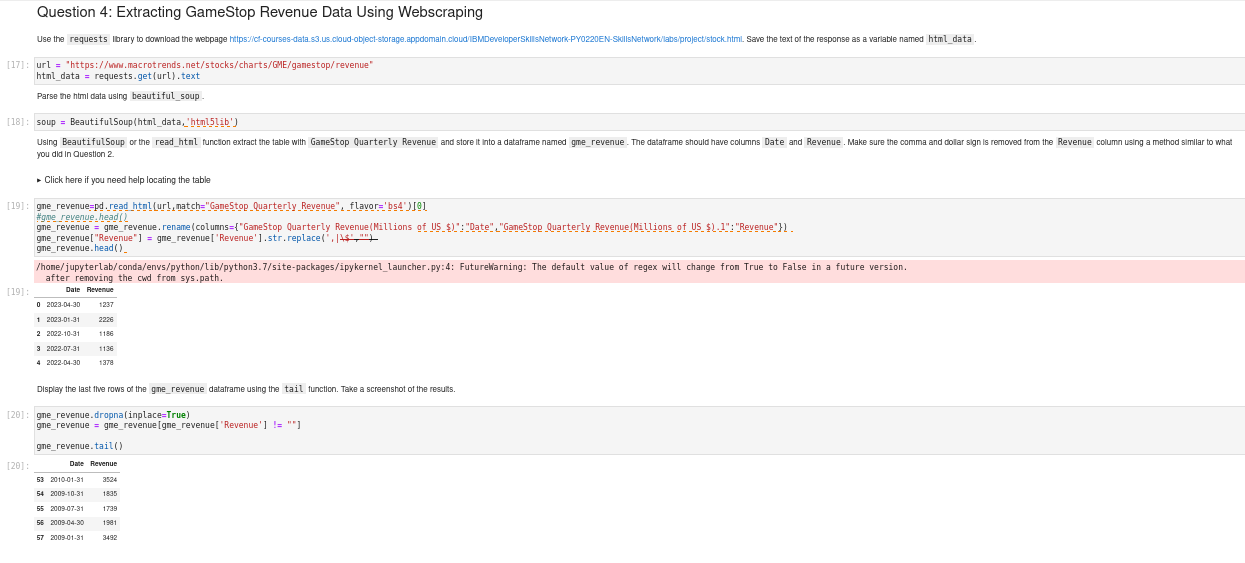 Question 4: Extracting GameStop Revenue Data Using Webscraping
Use the requests library to download the webpage https://cf-courses-data.s3.us.cloud-object-storage.appdomain.cloud/IBMDeveloperSkillsNetwork-PY0220EN-SkillsNetwork/labs/project/stock.html. Save the text of the response as a variable named html_data.
[17]: url = "https://www.macrotrends.net/stocks/charts/GME/gamestop/revenue"
html_data = requests.get(url).text
Parse the html data using beautiful_soup.
[18]: soup = BeautifulSoup(html_data,'html5lib')
Using BeautifulSoup or the read_html function extract the table with GameStop Quarterly Revenue and store it into a dataframe named gme_revenue. The dataframe should have columns Date and Revenue. Make sure the comma and dollar sign is removed from the Revenue column using a method similar to what
you did in Question 2.
▸ Click here if you need help locating the table
[19]: gme_revenue=pd.read_html(url,match="GameStop Quarterly Revenue", flavor='bs4')[0]
#gme_revenue.head()
gme_revenue = gme_revenue.rename(columns={"GameStop Quarterly Revenue(Millions of US $)":"Date","GameStop Quarterly Revenue(Millions of US $).1":"Revenue"})
gme_revenue["Revenue"] = gme_revenue['Revenue'].str.replace(',|\$',"")
gme_revenue.head()
/home/jupyterlab/conda/envs/python/lib/python3.7/site-packages/ipykernel_launcher.py:4: FutureWarning: The default value of regex will change from True to False in a future version.
after removing the cwd from sys.path.
[19]: Date Revenue
0 2023-04-30 1237
1 2023-01-31 2226
2 2022-10-31 1186
3 2022-07-31 1136
4 2022-04-30 1378
Display the last five rows of the gme_revenue dataframe using the tail function. Take a screenshot of the results.
[20]: gme_revenue.dropna(inplace=True)
gme_revenue = gme_revenue[gme_revenue['Revenue'] != ""]
gme_revenue.tail()
[20]: Date Revenue
53 2010-01-31 3524
54 2009-10-31 1835
55 2009-07-31 1739
56 2009-04-30 1981
57 2009-01-31 3492